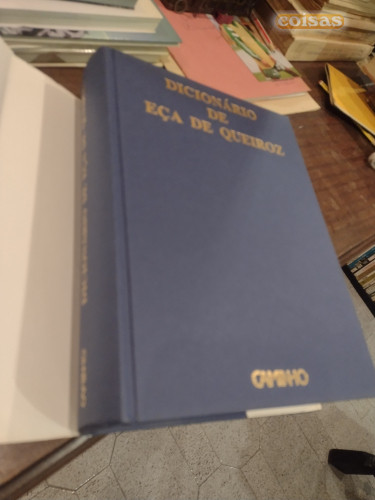 coisas
DICIONÁRIO
DE
EÇA DE QUEIROZ
CAMINHO